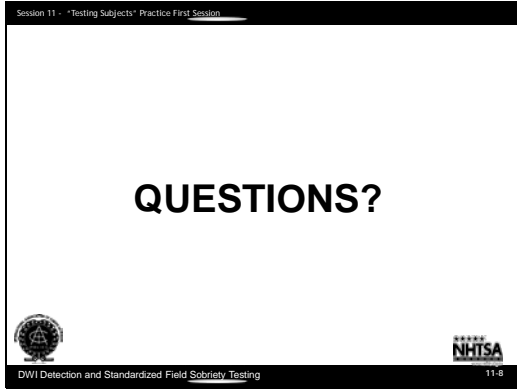 Session 11 - "Testing Subjects" Practice First Session
QUESTIONS?
NHTSA
DWI Detection and Standardized Field Sobriety Testing
11-8